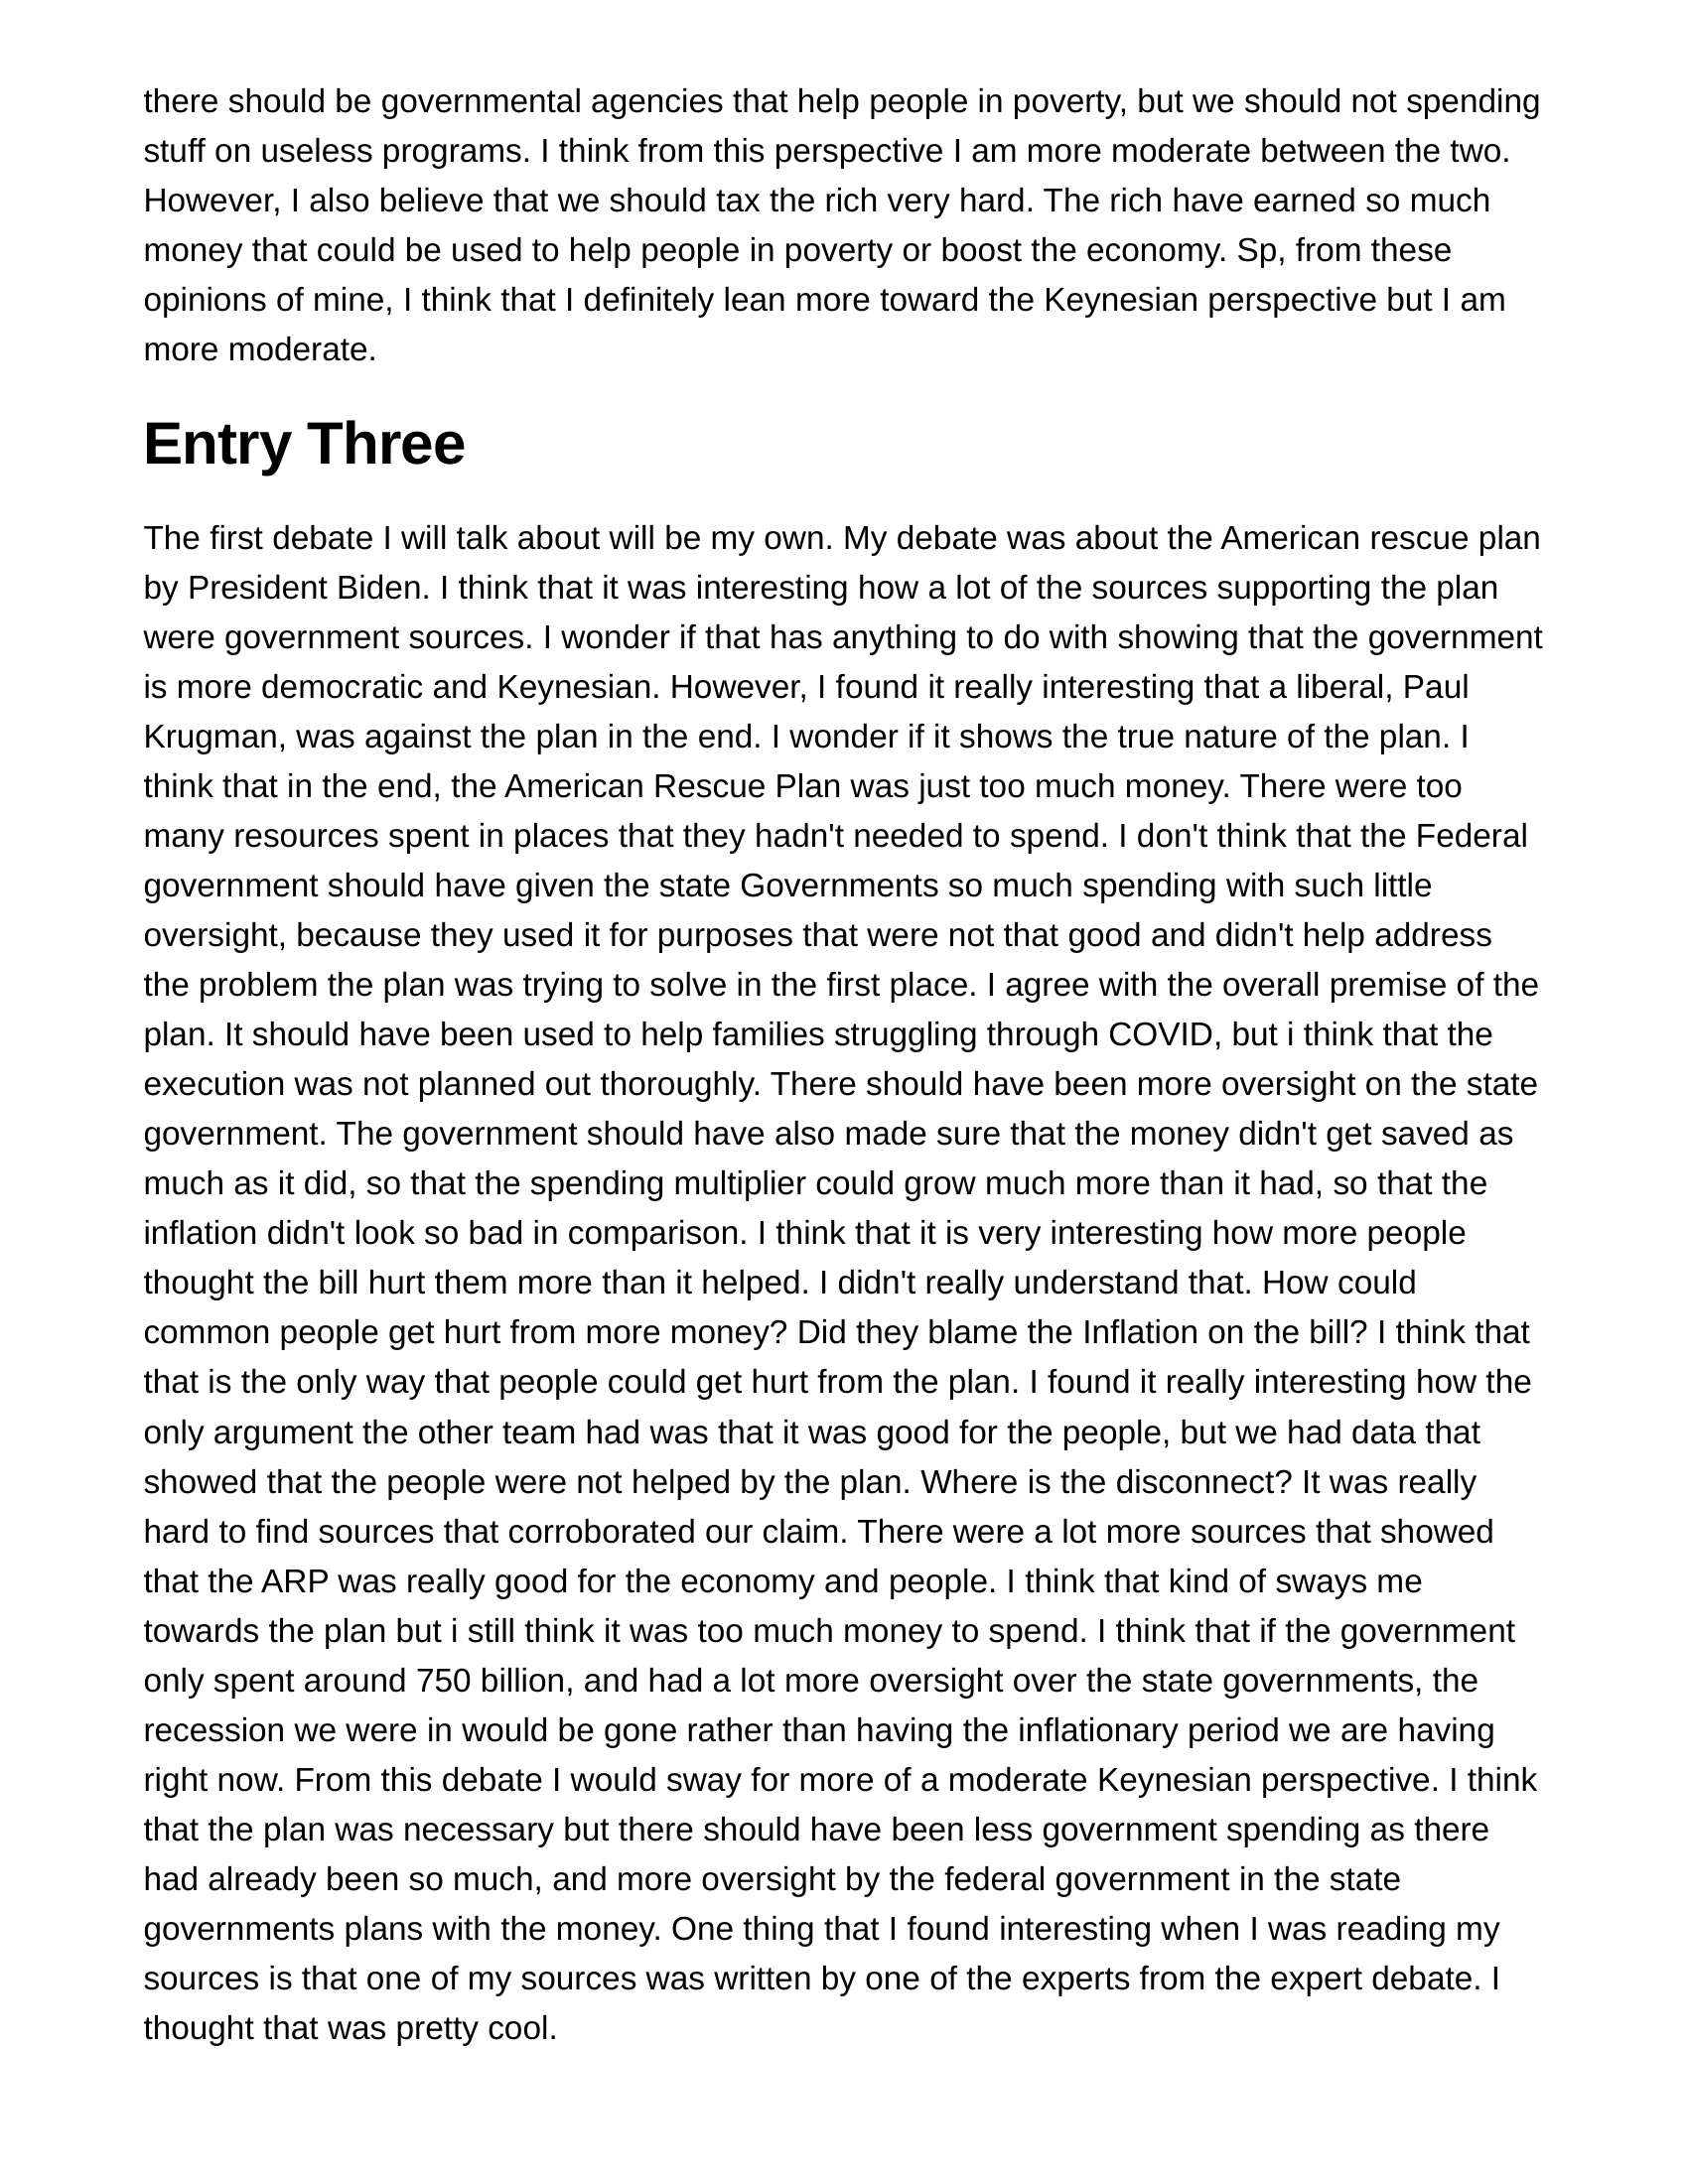 there should be governmental agencies that help people in poverty, but we should not spending
stuff on useless programs. I think from this perspective I am more moderate between the two.
However, I also believe that we should tax the rich very hard. The rich have earned so much
money that could be used to help people in poverty or boost the economy. Sp, from these
opinions of mine, I think that I definitely lean more toward the Keynesian perspective but I am
more moderate.
Entry Three
The first debate I will talk about will be my own. My debate was about the American rescue plan
by President Biden. I think that it was interesting how a lot of the sources supporting the plan
were government sources. I wonder if that has anything to do with showing that the government
is more democratic and Keynesian. However, I found it really interesting that a liberal, Paul
Krugman, was against the plan in the end. I wonder if it shows the true nature of the plan. I
think that in the end, the American Rescue Plan was just too much money. There were too
many resources spent in places that they hadn't needed to spend. I don't think that the Federal
government should have given the state Governments so much spending with such little
oversight, because they used it for purposes that were not that good and didn't help address
the problem the plan was trying to solve in the first place. I agree with the overall premise of the
plan. It should have been used to help families struggling through COVID, but i think that the
execution was not planned out thoroughly. There should have been more oversight on the state
government. The government should have also made sure that the money didn't get saved as
much as it did, so that the spending multiplier could grow much more than it had, so that the
inflation didn't look so bad in comparison. I think that it is very interesting how more people
thought the bill hurt them more than it helped. I didn't really understand that. How could
common people get hurt from more money? Did they blame the Inflation on the bill? I think that
that is the only way that people could get hurt from the plan. I found it really interesting how the
only argument the other team had was that it was good for the people, but we had data that
showed that the people were not helped by the plan. Where is the disconnect? It was really
hard to find sources that corroborated our claim. There were a lot more sources that showed
that the ARP was really good for the economy and people. I think that kind of sways me
towards the plan but i still think it was too much money to spend. I think that if the government
only spent around 750 billion, and had a lot more oversight over the state governments, the
recession we were in would be gone rather than having the inflationary period we are having
right now. From this debate I would sway for more of a moderate Keynesian perspective. I think
that the plan was necessary but there should have been less government spending as there
had already been so much, and more oversight by the federal government in the state
governments plans with the money. One thing that I found interesting when I was reading my
sources is that one of my sources was written by one of the experts from the expert debate. I
thought that was pretty cool.